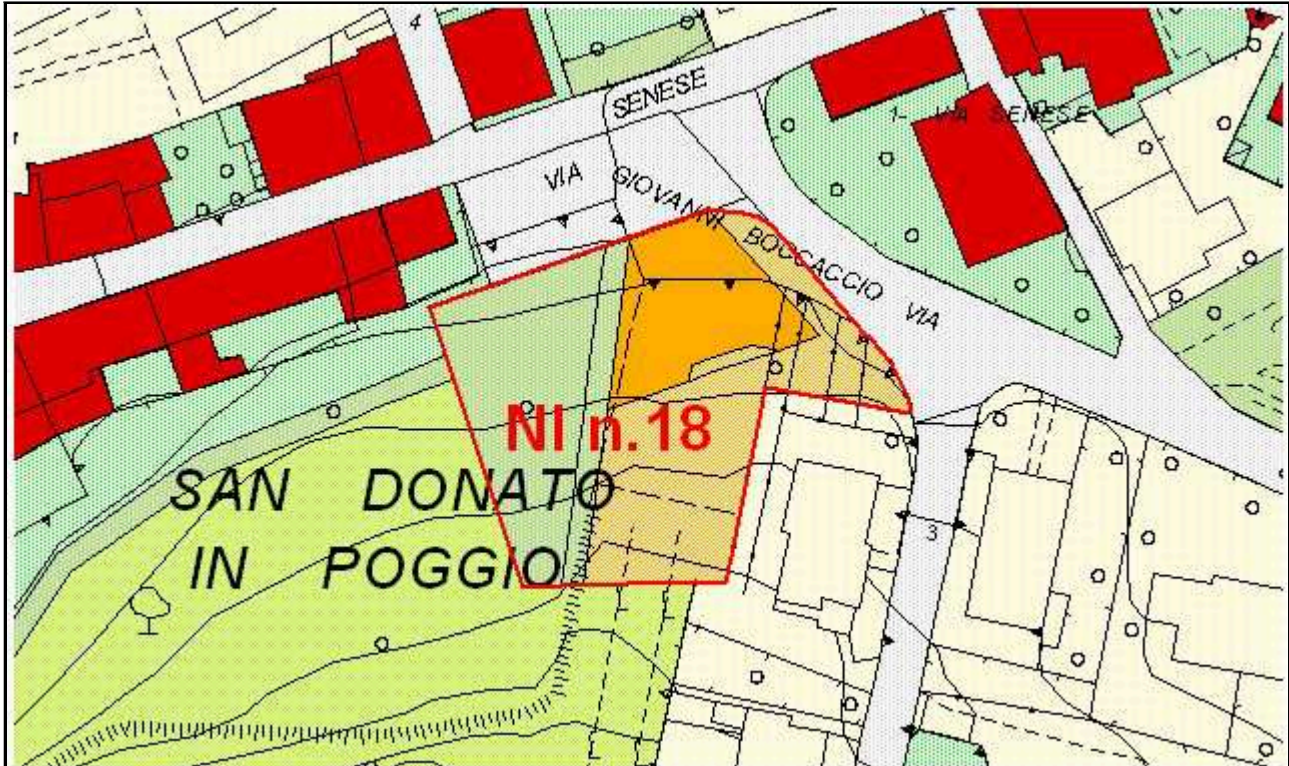 4
SENESE
1- VIA SENESE
VIA GIOVANNI BOCCACCIO VIA
NI n.18
SAN DONATO
IN POGGIO
3